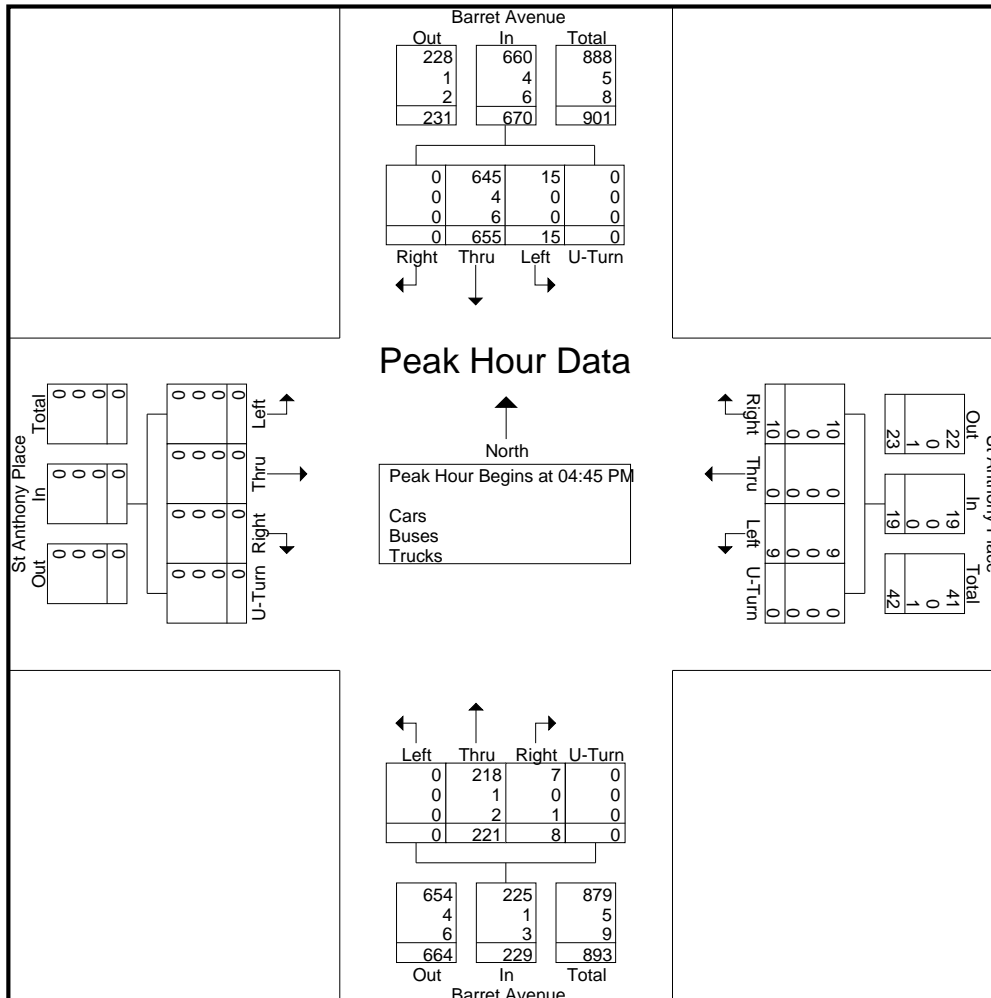 Barret Avenue
Out In Total
228 660 888
1 4 5
2 6 8
231 670 901
0 645 15 0
0 4 0 0
0 6 0 0
0 655 15 0
Right Thru Left U-Turn
Peak Hour Data
North
Peak Hour Begins at 04:45 PM
Cars
Buses
Trucks
St Anthony Place
Total
0 0 0 0
In
0 0 0 0
Out
0 0 0 0
Left
0 0 0 0
Thru
0 0 0 0
Right
0 0 0 0
U-Turn
0 0 0 0
Right
10 0 0 10
Thru
0 0 0 0
Left
9 0 0 9
U-Turn
0 0 0 0
Out
22 0 1 23
In
19 0 0 19
Total
41 0 1 42
St Anthony Place
Left Thru Right U-Turn
0 218 7 0
0 1 0 0
0 2 1 0
0 221 8 0
654 225 879
4 1 5
6 3 9
664 229 893
Out In Total
Barret Avenue